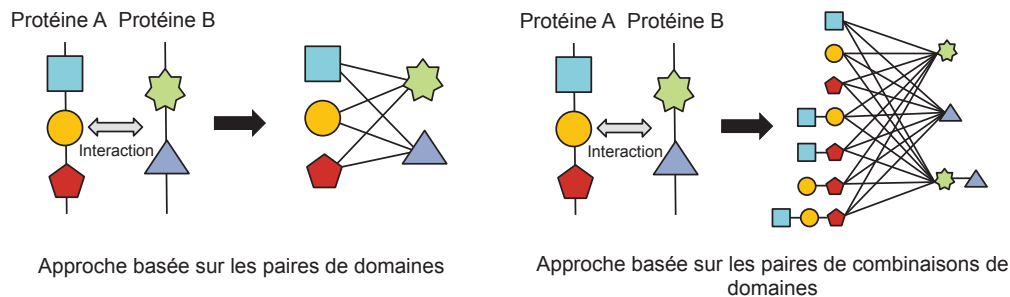 Protéine A Protéine B
Interaction
Approche basée sur les paires de domaines
Protéine A Protéine B
Interaction
Approche basée sur les paires de combinaisons de
domaines